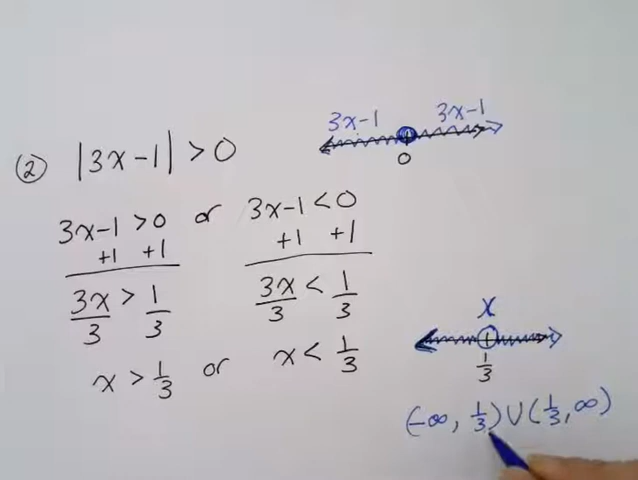 ② |3x-1| > 0
3x-1 3x-1
0
3x-1 > 0 or 3x-1 < 0
+1 +1 +1 +1
3x/3 > 1/3 3x/3 < 1/3
x > 1/3 or x < 1/3
x
1/3
(-∞, 1/3) ∪ (1/3, ∞)